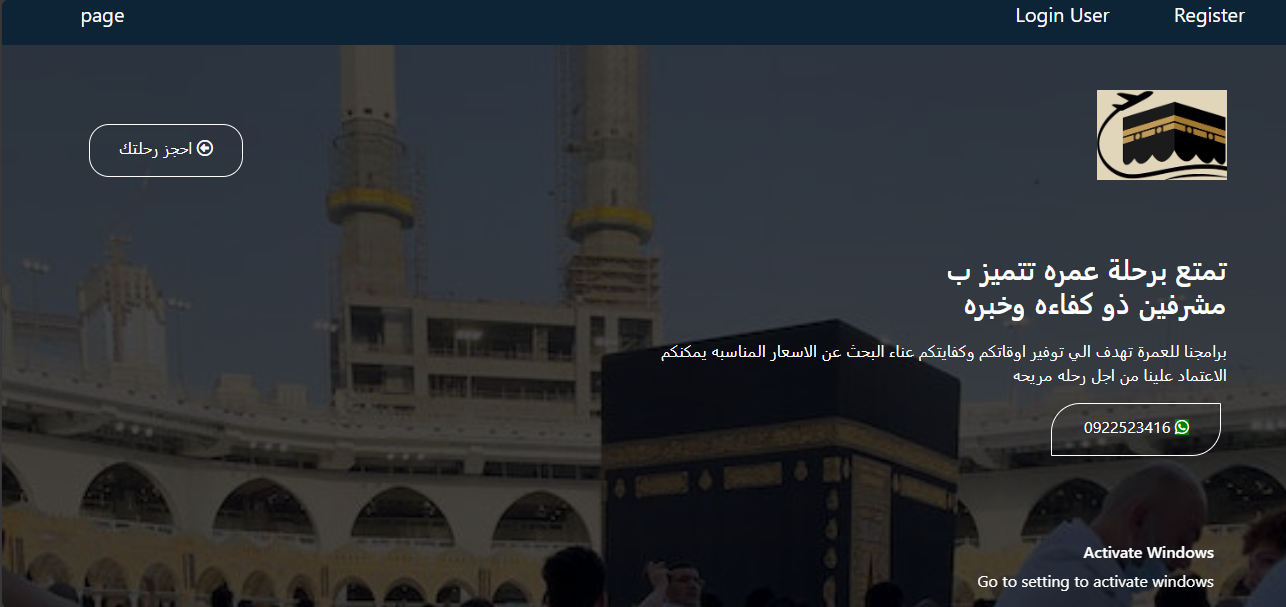 page
Login User
Register
احجز رحلتك
تمتع برحلة عمره تتميز ب
مشرفين ذو كفاءه وخبره
برامجنا للعمرة تهدف الي توفير اوقاتكم وكفايتكم عناء البحث عن الاسعار المناسبه يمكنكم
الاعتماد علينا من اجل رحله مريحه
0922523416
Activate Windows
Go to setting to activate windows